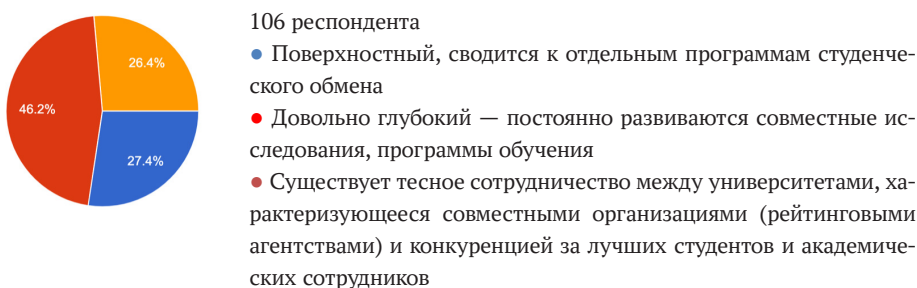 106 респондента
● Поверхностный, сводится к отдельным программам студенче-
ского обмена
● Довольно глубокий — постоянно развиваются совместные ис-
следования, программы обучения
● Существует тесное сотрудничество между университетами, ха-
рактеризующееся совместными организациями (рейтинговыми
агентствами) и конкуренцией за лучших студентов и академиче-
ских сотрудников
26.4%
46.2%
27.4%